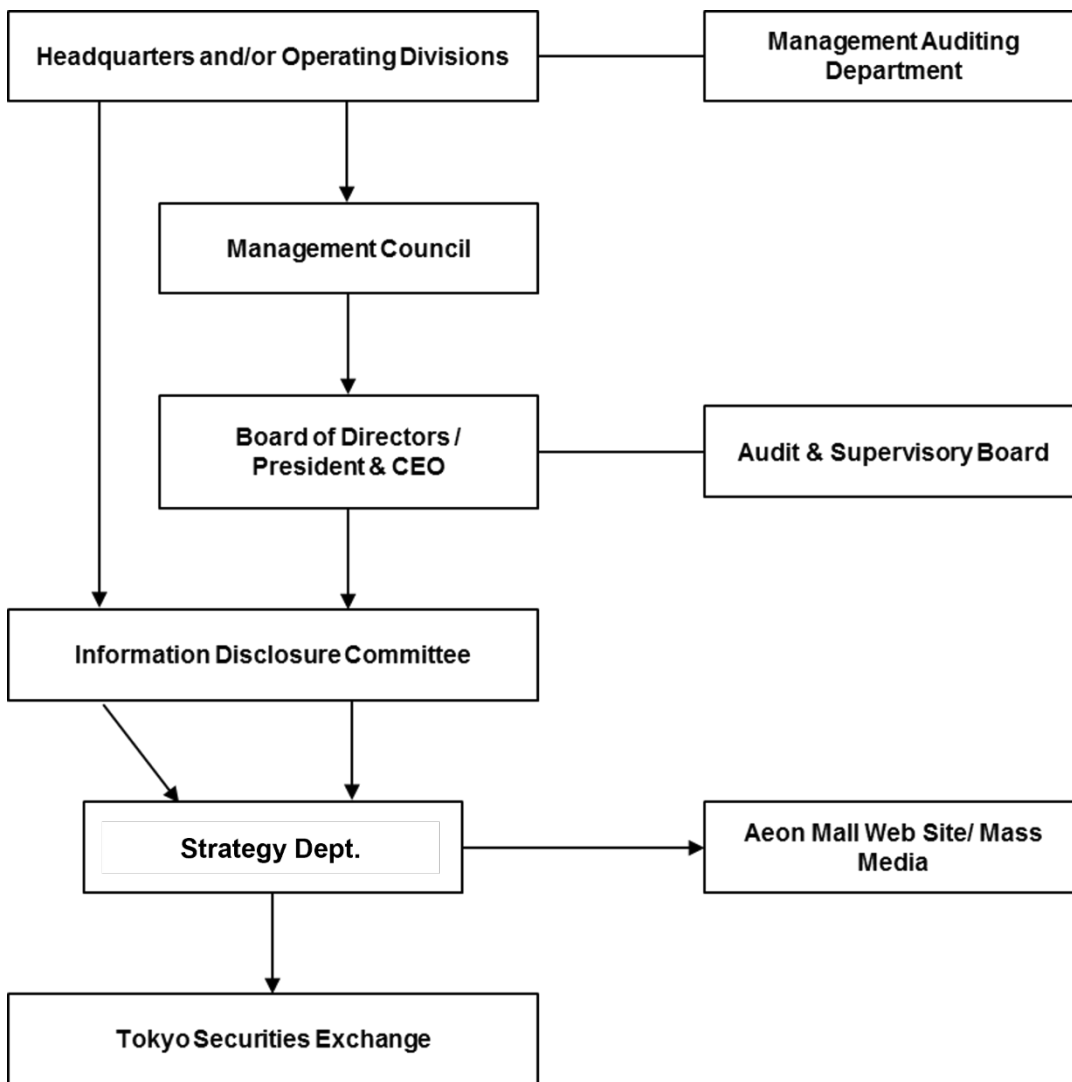 Headquarters and/or Operating Divisions
Management Auditing
Department
Management Council
Board of Directors /
President & CEO
Audit & Supervisory Board
Information Disclosure Committee
Strategy Dept.
Aeon Mall Web Site/ Mass
Media
Tokyo Securities Exchange